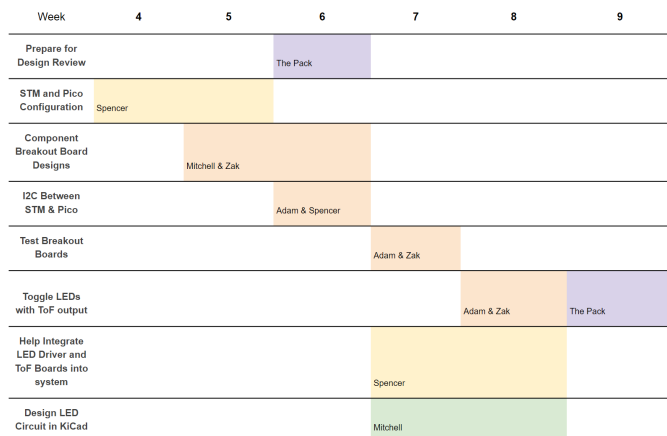 Week 4 5 6 7 8 9
Prepare for
Design Review
The Pack
STM and Pico
Configuration
Spencer
Component
Breakout Board
Designs
Mitchell & Zak
I2C Between
STM & Pico
Adam & Spencer
Test Breakout
Boards
Adam & Zak
Toggle LEDs
with ToF output
Adam & Zak
The Pack
Help Integrate
LED Driver and
ToF Boards into
system
Spencer
Design LED
Circuit in KiCad
Mitchell